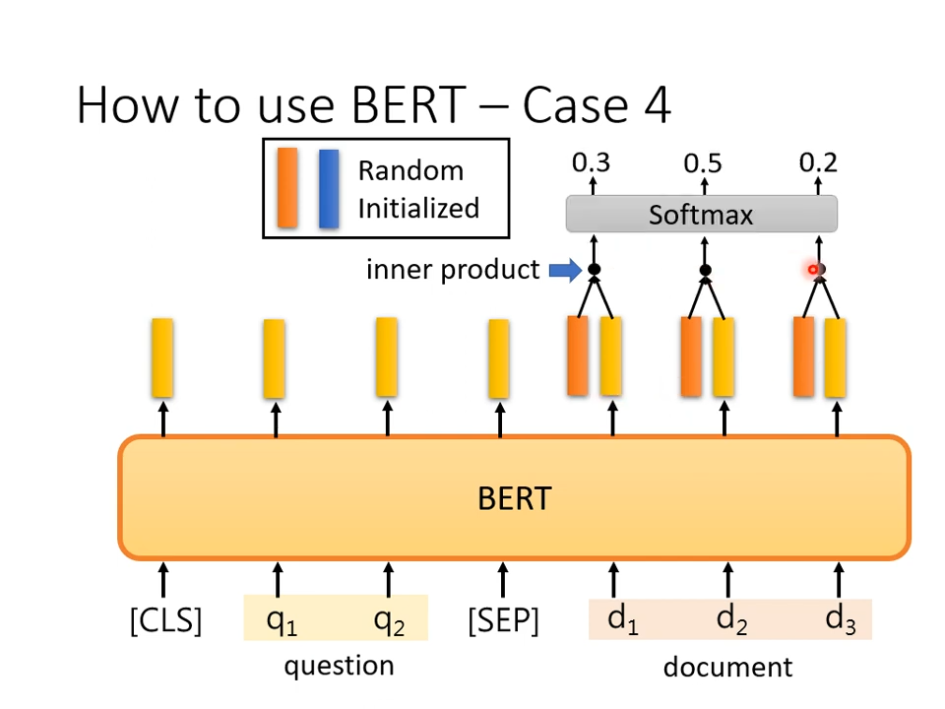 How to use BERT – Case 4
Random
Initialized
0.3 0.5 0.2
Softmax
inner product
BERT
[CLS] q₁ q₂ [SEP] d₁ d₂ d₃
question document